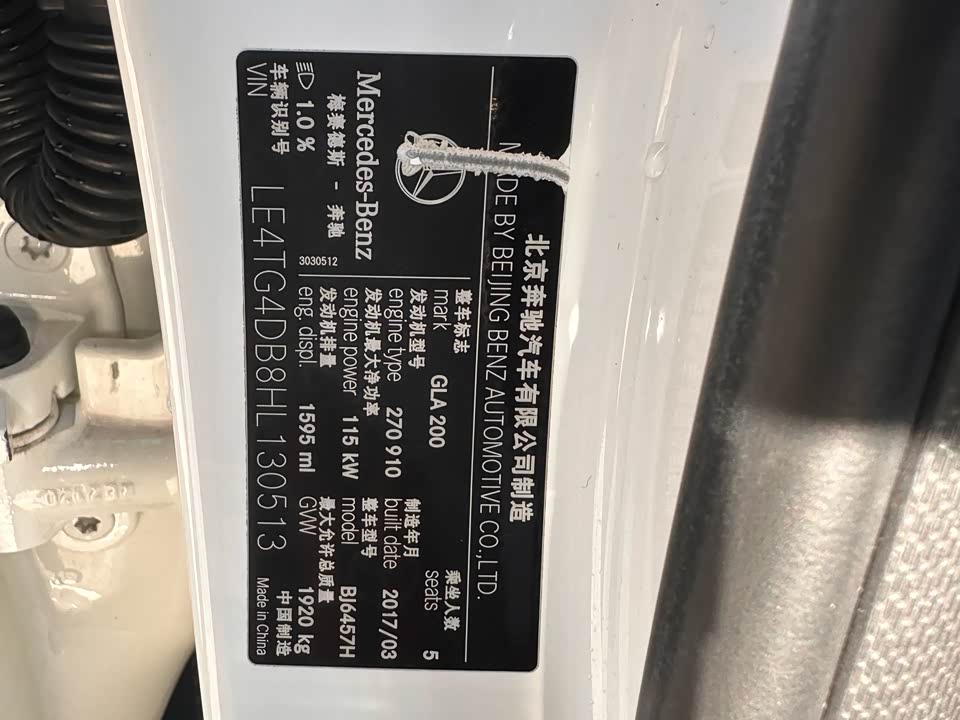 北京奔驰汽车有限公司制造
MADE BY BEIJING BENZ AUTOMOTIVE CO.,LTD.
Mercedes-Benz
梅赛德斯 - 奔驰
1.0 %
3030512
整车标志
mark GLA 200
乘坐人数
seats 5
发动机型号
engine type 270 910
制造年月
built date 2017/03
发动机最大净功率
engine power 115 kW
整车型号
model BJ6457H
发动机排量
eng. displ. 1595 ml
最大允许总质量
GVW 1920 kg
车辆识别号
VIN LE4TG4DB8HL130513
中国制造
Made in China